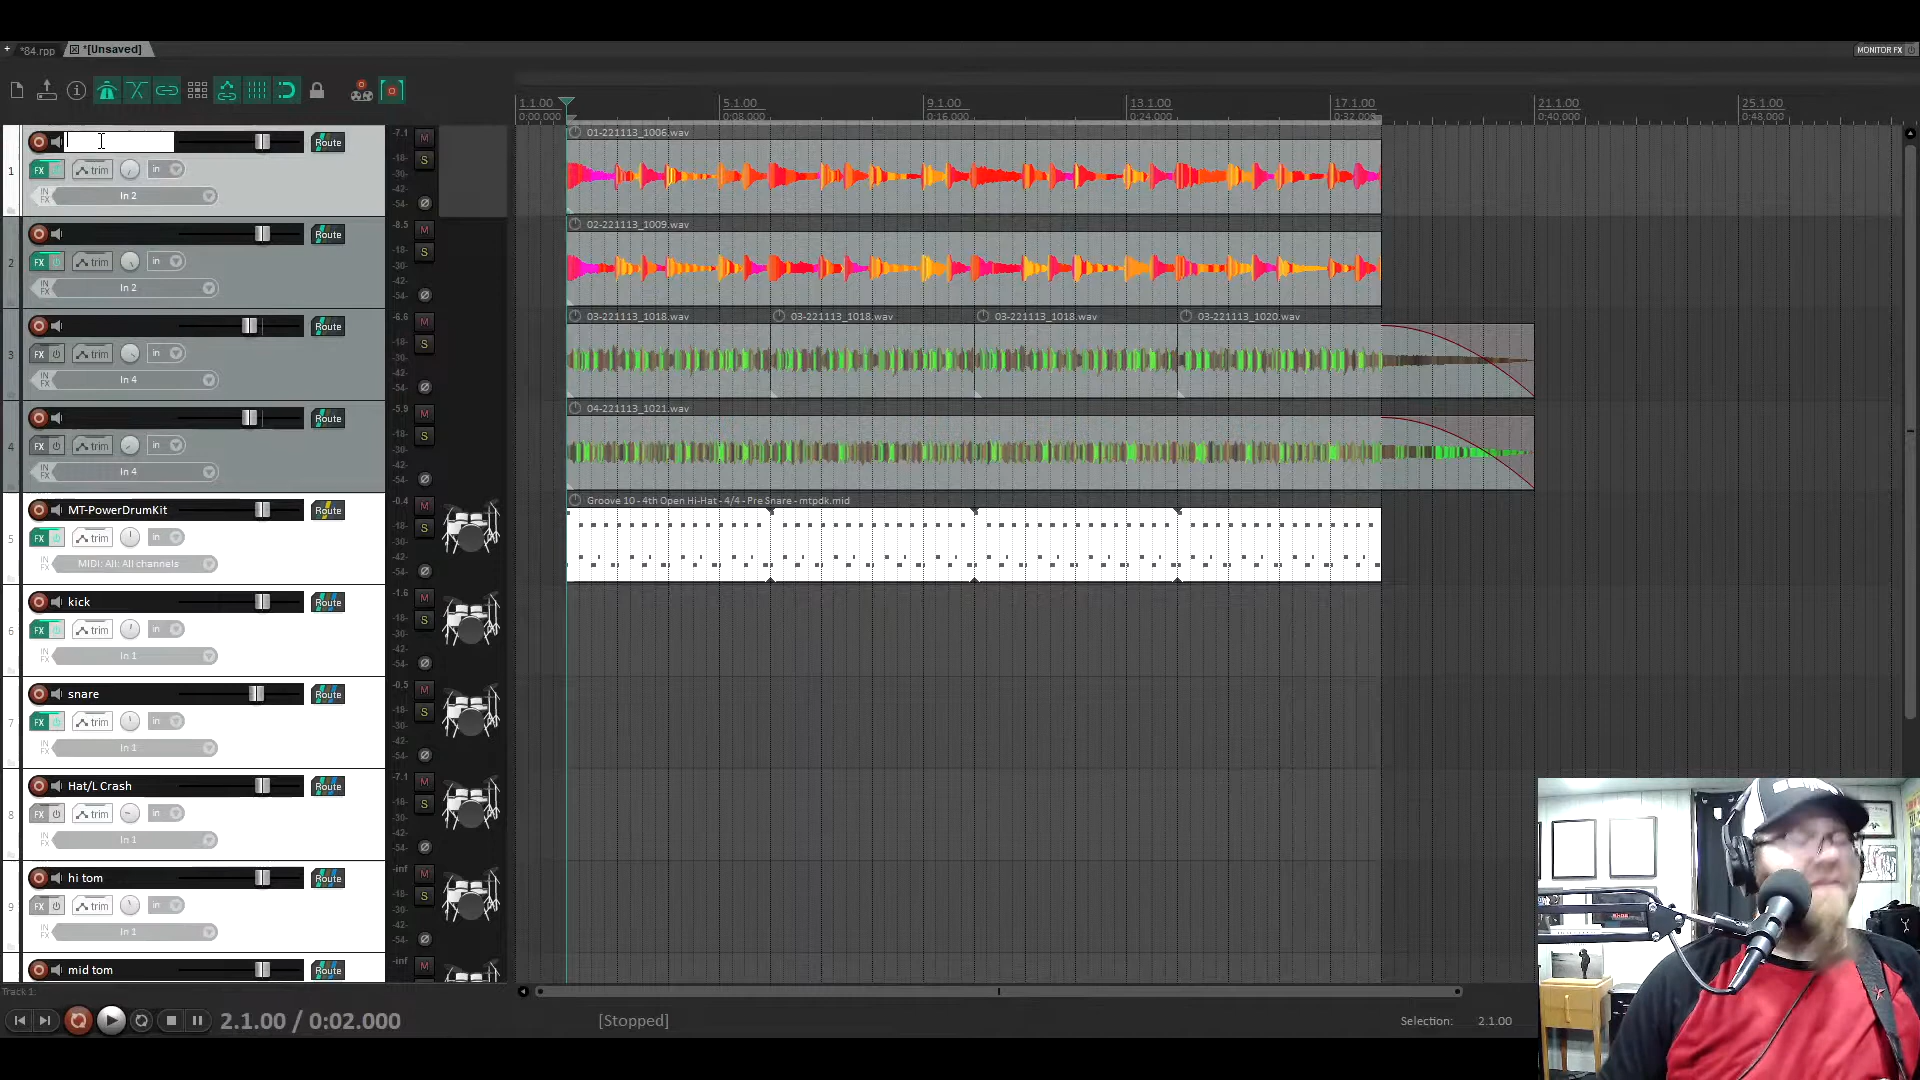 *84.rpp
*[Unsaved]
MONITOR FX
1.1.00
5.1.00
9.1.00
13.1.00
17.1.00
21.1.00
25.1.00
0:00.000
0:08.000
0:16.000
0:24.000
0:32.000
0:40.000
0:48.000
1
Route
FX
trim
in
IN FX
In 2
-7.1
-18-
-30-
-42-
-54-
M
S
01-221113_1006.wav
2
Route
FX
trim
in
IN FX
In 2
-8.5
-18-
-30-
-42-
-54-
M
S
02-221113_1009.wav
3
Route
FX
trim
in
IN FX
In 4
-6.6
-18-
-30-
-42-
-54-
M
S
03-221113_1018.wav
03-221113_1018.wav
03-221113_1018.wav
03-221113_1020.wav
4
Route
FX
trim
in
IN FX
In 4
-5.9
-18-
-30-
-42-
-54-
M
S
04-221113_1021.wav
5
MT-PowerDrumKit
Route
FX
trim
in
IN FX
MIDI: All: All channels
-0.4
-18-
-30-
-42-
-54-
M
S
Groove 10 - 4th Open Hi-Hat - 4/4 - Pre Snare - mtpdk.mid
6
kick
Route
FX
trim
in
IN FX
In 1
-1.6
-18-
-30-
-42-
-54-
M
S
7
snare
Route
FX
trim
in
IN FX
In 1
-0.5
-18-
-30-
-42-
-54-
M
S
8
Hat/L Crash
Route
FX
trim
in
IN FX
In 1
-7.1
-18-
-30-
-42-
-54-
M
S
9
hi tom
Route
FX
trim
in
IN FX
In 1
-inf
-18-
-30-
-42-
-54-
M
S
mid tom
Route
-inf
M
Track 1:
2.1.00 / 0:02.000
[Stopped]
Selection:
2.1.00